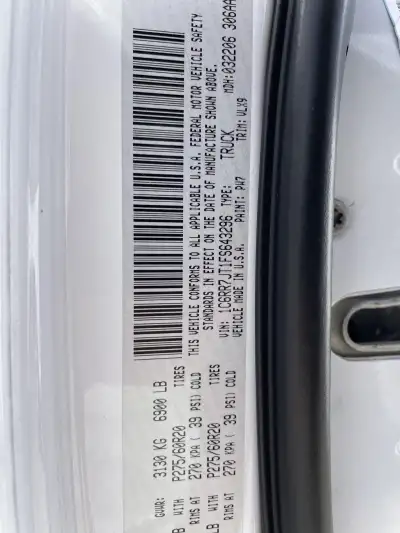 GVWR: 3130 KG 6900 LB
WITH P275/60R20 TIRES
RIMS AT 270 KPA ( 39 PSI) COLD
LB WITH P275/60R20 TIRES
RIMS AT 270 KPA ( 39 PSI) COLD
THIS VEHICLE CONFORMS TO ALL APPLICABLE U.S.A. FEDERAL MOTOR VEHICLE SAFETY
STANDARDS IN EFFECT ON THE DATE OF MANUFACTURE SHOWN ABOVE.
VIN: 1C6RR7JT1FS643296 TYPE: TRUCK MDH:032206 306AA
VEHICLE MADE IN U.S.A. PAINT: PW7 TRIM: VLX9